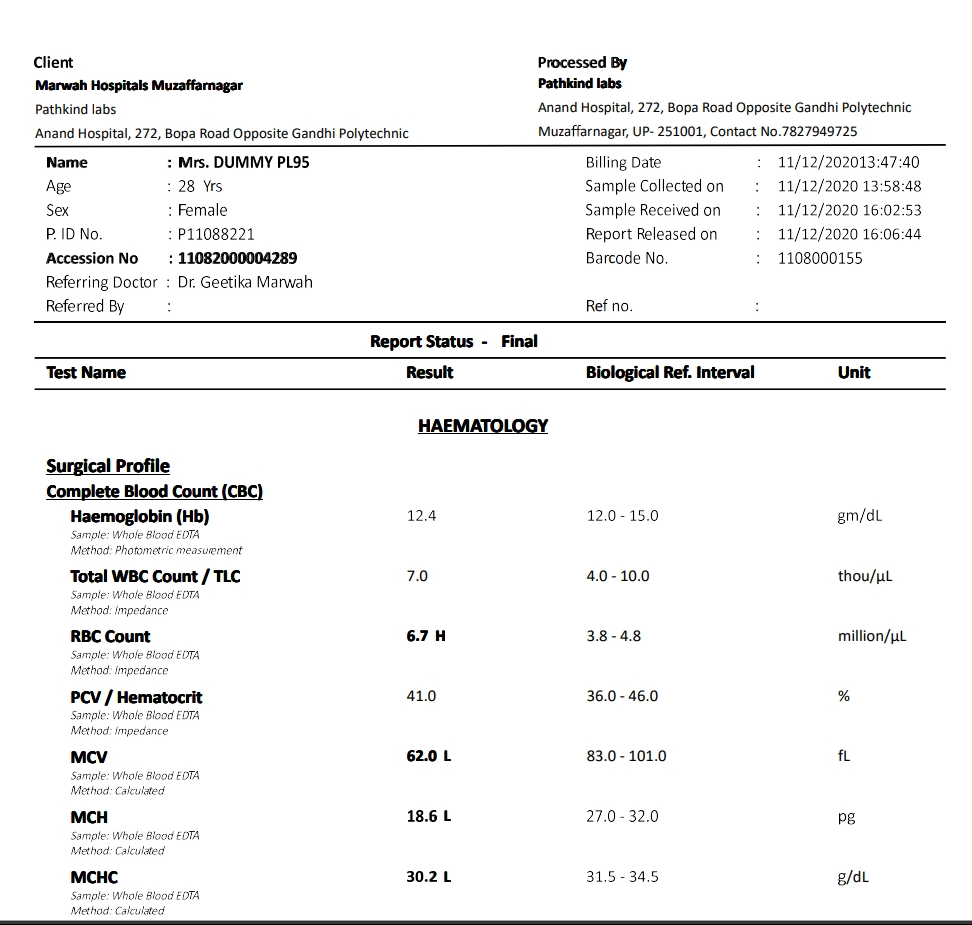 Client Processed By
Marwah Hospitals Muzaffarnagar Pathkind labs
Pathkind labs Anand Hospital, 272, Bopa Road Opposite Gandhi Polytechnic
Anand Hospital, 272, Bopa Road Opposite Gandhi Polytechnic Muzaffarnagar, UP- 251001, Contact No.7827949725
Name : Mrs. DUMMY PL95 Billing Date : 11/12/202013:47:40
Age : 28 Yrs Sample Collected on : 11/12/2020 13:58:48
Sex : Female Sample Received on : 11/12/2020 16:02:53
P. ID No. : P11088221 Report Released on : 11/12/2020 16:06:44
Accession No : 11082000004289 Barcode No. : 1108000155
Referring Doctor : Dr. Geetika Marwah
Referred By : Ref no. :
Report Status - Final
Test Name Result Biological Ref. Interval Unit
HAEMATOLOGY
Surgical Profile
Complete Blood Count (CBC)
Haemoglobin (Hb) 12.4 12.0 - 15.0 gm/dL
Sample: Whole Blood EDTA
Method: Photometric measurement
Total WBC Count / TLC 7.0 4.0 - 10.0 thou/µL
Sample: Whole Blood EDTA
Method: Impedance
RBC Count 6.7 H 3.8 - 4.8 million/µL
Sample: Whole Blood EDTA
Method: Impedance
PCV / Hematocrit 41.0 36.0 - 46.0 %
Sample: Whole Blood EDTA
Method: Impedance
MCV 62.0 L 83.0 - 101.0 fL
Sample: Whole Blood EDTA
Method: Calculated
MCH 18.6 L 27.0 - 32.0 pg
Sample: Whole Blood EDTA
Method: Calculated
MCHC 30.2 L 31.5 - 34.5 g/dL
Sample: Whole Blood EDTA
Method: Calculated